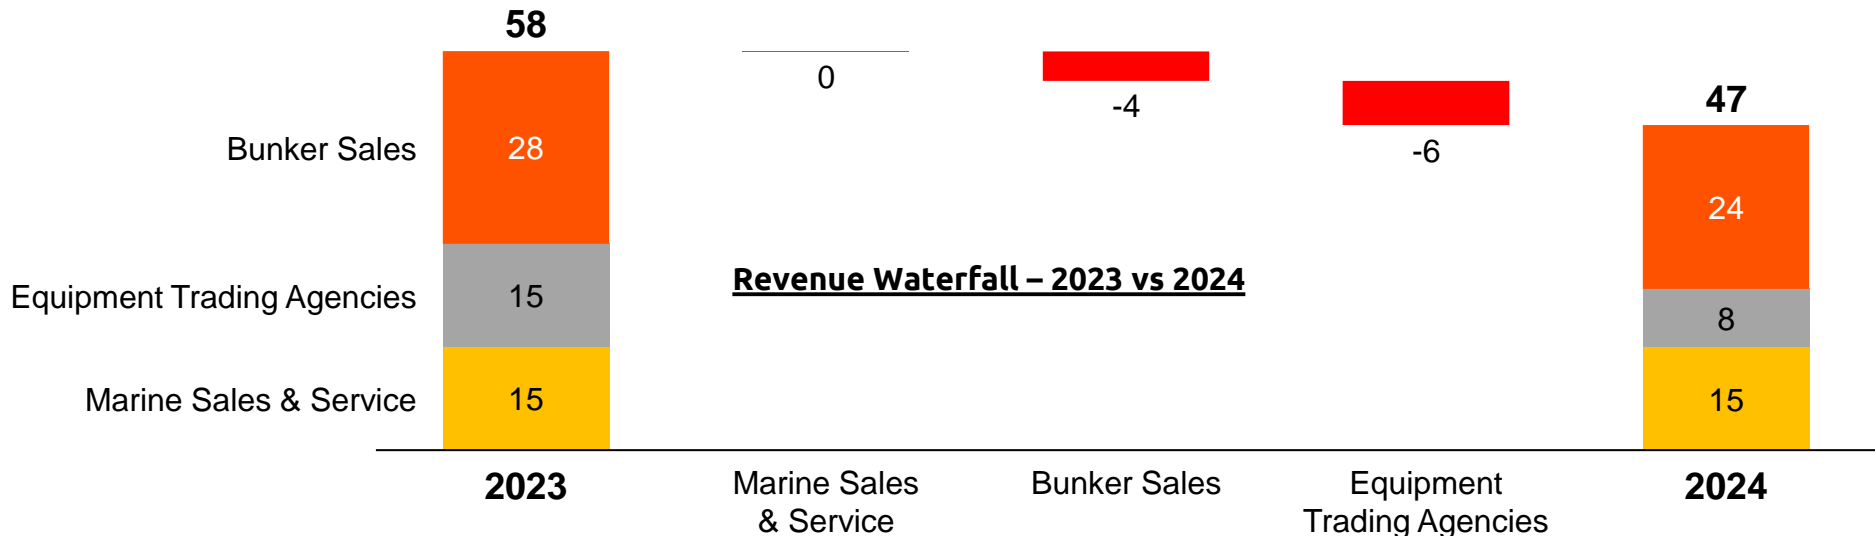 58
0
-4
-6
47
Bunker Sales
28
24
Revenue Waterfall – 2023 vs 2024
Equipment Trading Agencies
15
8
Marine Sales & Service
15
15
2023
Marine Sales
& Service
Bunker Sales
Equipment
Trading Agencies
2024